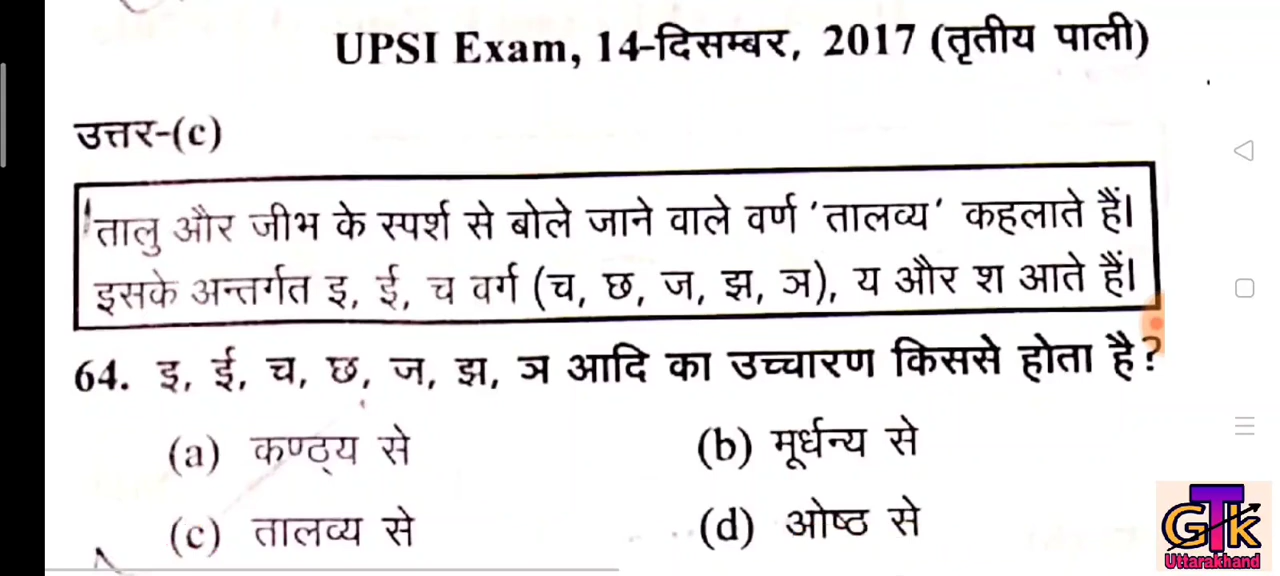 UPSI Exam, 14-दिसम्बर, 2017 (तृतीय पाली)
उत्तर-(c)
तालु और जीभ के स्पर्श से बोले जाने वाले वर्ण 'तालव्य' कहलाते हैं।
इसके अन्तर्गत इ, ई, च वर्ग (च, छ, ज, झ, ञ), य और श आते हैं।
64. इ, ई, च, छ, ज, झ, ञ आदि का उच्चारण किससे होता है?
(a) कण्ठ्य से
(b) मूर्धन्य से
(c) तालव्य से
(d) ओष्ठ से
GTK
Uttarakhand